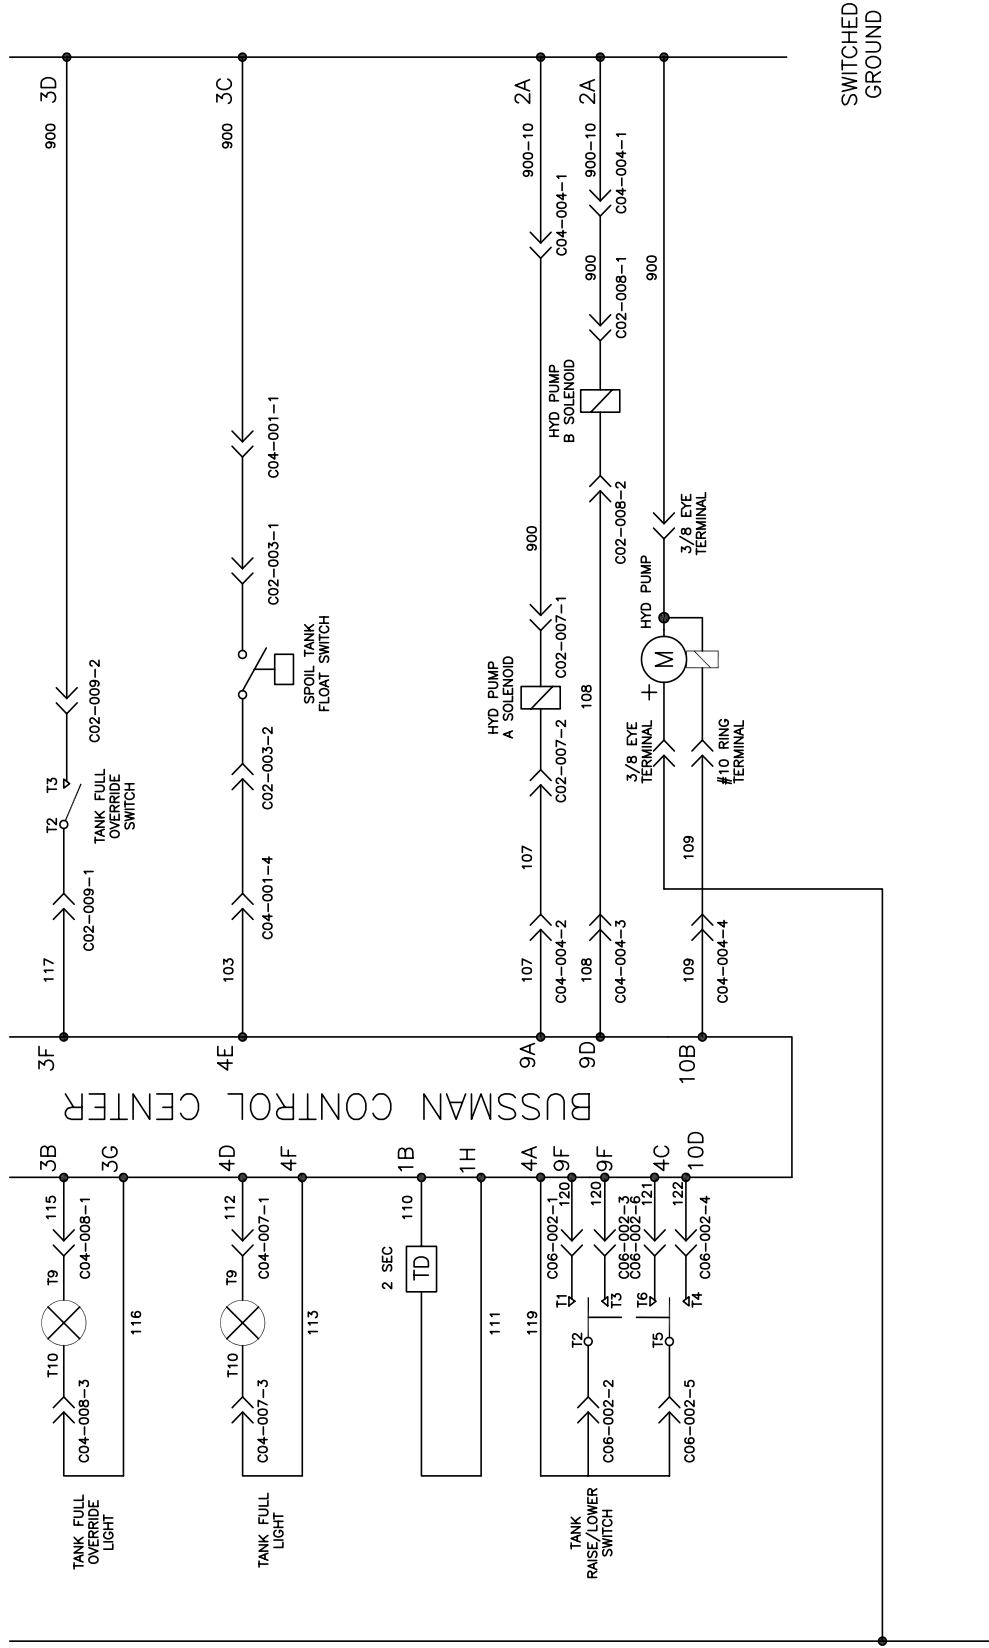 SWITCHED
GROUND
3D
900
C02-009-2
T3
T2
TANK FULL
OVERRIDE
SWITCH
C02-009-1
117
3F
3C
900
C04-001-1
C02-003-1
SPOIL TANK
FLOAT SWITCH
C02-003-2
C04-001-4
103
4E
2A
900-10
C04-004-1
900
C02-007-1
HYD PUMP
A SOLENOID
C02-007-2
107
C04-004-2
107
9A
2A
900-10
C04-004-1
900
C02-008-1
HYD PUMP
B SOLENOID
C02-008-2
108
C04-004-3
108
9D
900
3/8 EYE
TERMINAL
HYD PUMP
M
+
3/8 EYE
TERMINAL
#10 RING
TERMINAL
109
C04-004-4
109
10B
BUSSMAN CONTROL CENTER
3B
115
C04-008-1
T9
T10
C04-008-3
3G
116
TANK FULL
OVERRIDE
LIGHT
4D
112
C04-007-1
T9
T10
C04-007-3
4F
113
TANK FULL
LIGHT
1B
110
2 SEC
TD
1H
111
4A
119
9F
120
C06-002-1
T1
9F
120
C06-002-3
T3
4C
121
C06-002-6
T6
10D
122
C06-002-4
T4
T2
T5
C06-002-2
C06-002-5
TANK
RAISE/LOWER
SWITCH